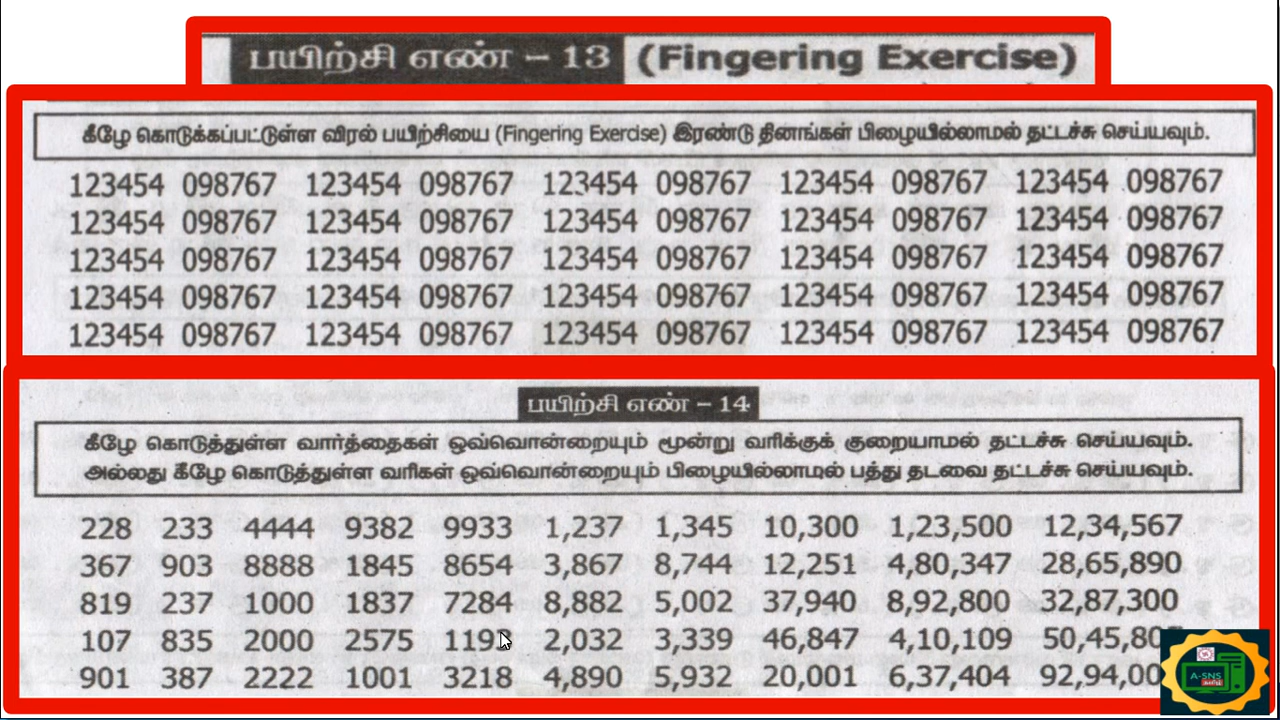 பயிற்சி எண் – 13 (Fingering Exercise)
கீழே கொடுக்கப்பட்டுள்ள விரல் பயிற்சியை (Fingering Exercise) இரண்டு தினங்கள் பிழையில்லாமல் தட்டச்சு செய்யவும்.
123454 098767 123454 098767 123454 098767 123454 098767 123454 098767
123454 098767 123454 098767 123454 098767 123454 098767 123454 098767
123454 098767 123454 098767 123454 098767 123454 098767 123454 098767
123454 098767 123454 098767 123454 098767 123454 098767 123454 098767
123454 098767 123454 098767 123454 098767 123454 098767 123454 098767
பயிற்சி எண் – 14
கீழே கொடுத்துள்ள வார்த்தைகள் ஒவ்வொன்றையும் மூன்று வரிக்குக் குறையாமல் தட்டச்சு செய்யவும்.
அல்லது கீழே கொடுத்துள்ள வரிகள் ஒவ்வொன்றையும் பிழையில்லாமல் பத்து தடவை தட்டச்சு செய்யவும்.
228 233 4444 9382 9933 1,237 1,345 10,300 1,23,500 12,34,567
367 903 8888 1845 8654 3,867 8,744 12,251 4,80,347 28,65,890
819 237 1000 1837 7284 8,882 5,002 37,940 8,92,800 32,87,300
107 835 2000 2575 2,032 3,339 46,847 4,10,109
901 387 2222 1001 3218 4,890 5,932 20,001 6,37,404
A-SNS
தமிழ்